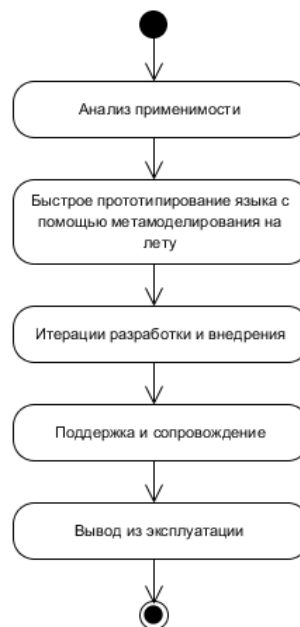 Анализ применимости
Быстрое прототипирование языка с
помощью метамоделирования на
лету
Итерации разработки и внедрения
Поддержка и сопровождение
Вывод из эксплуатации